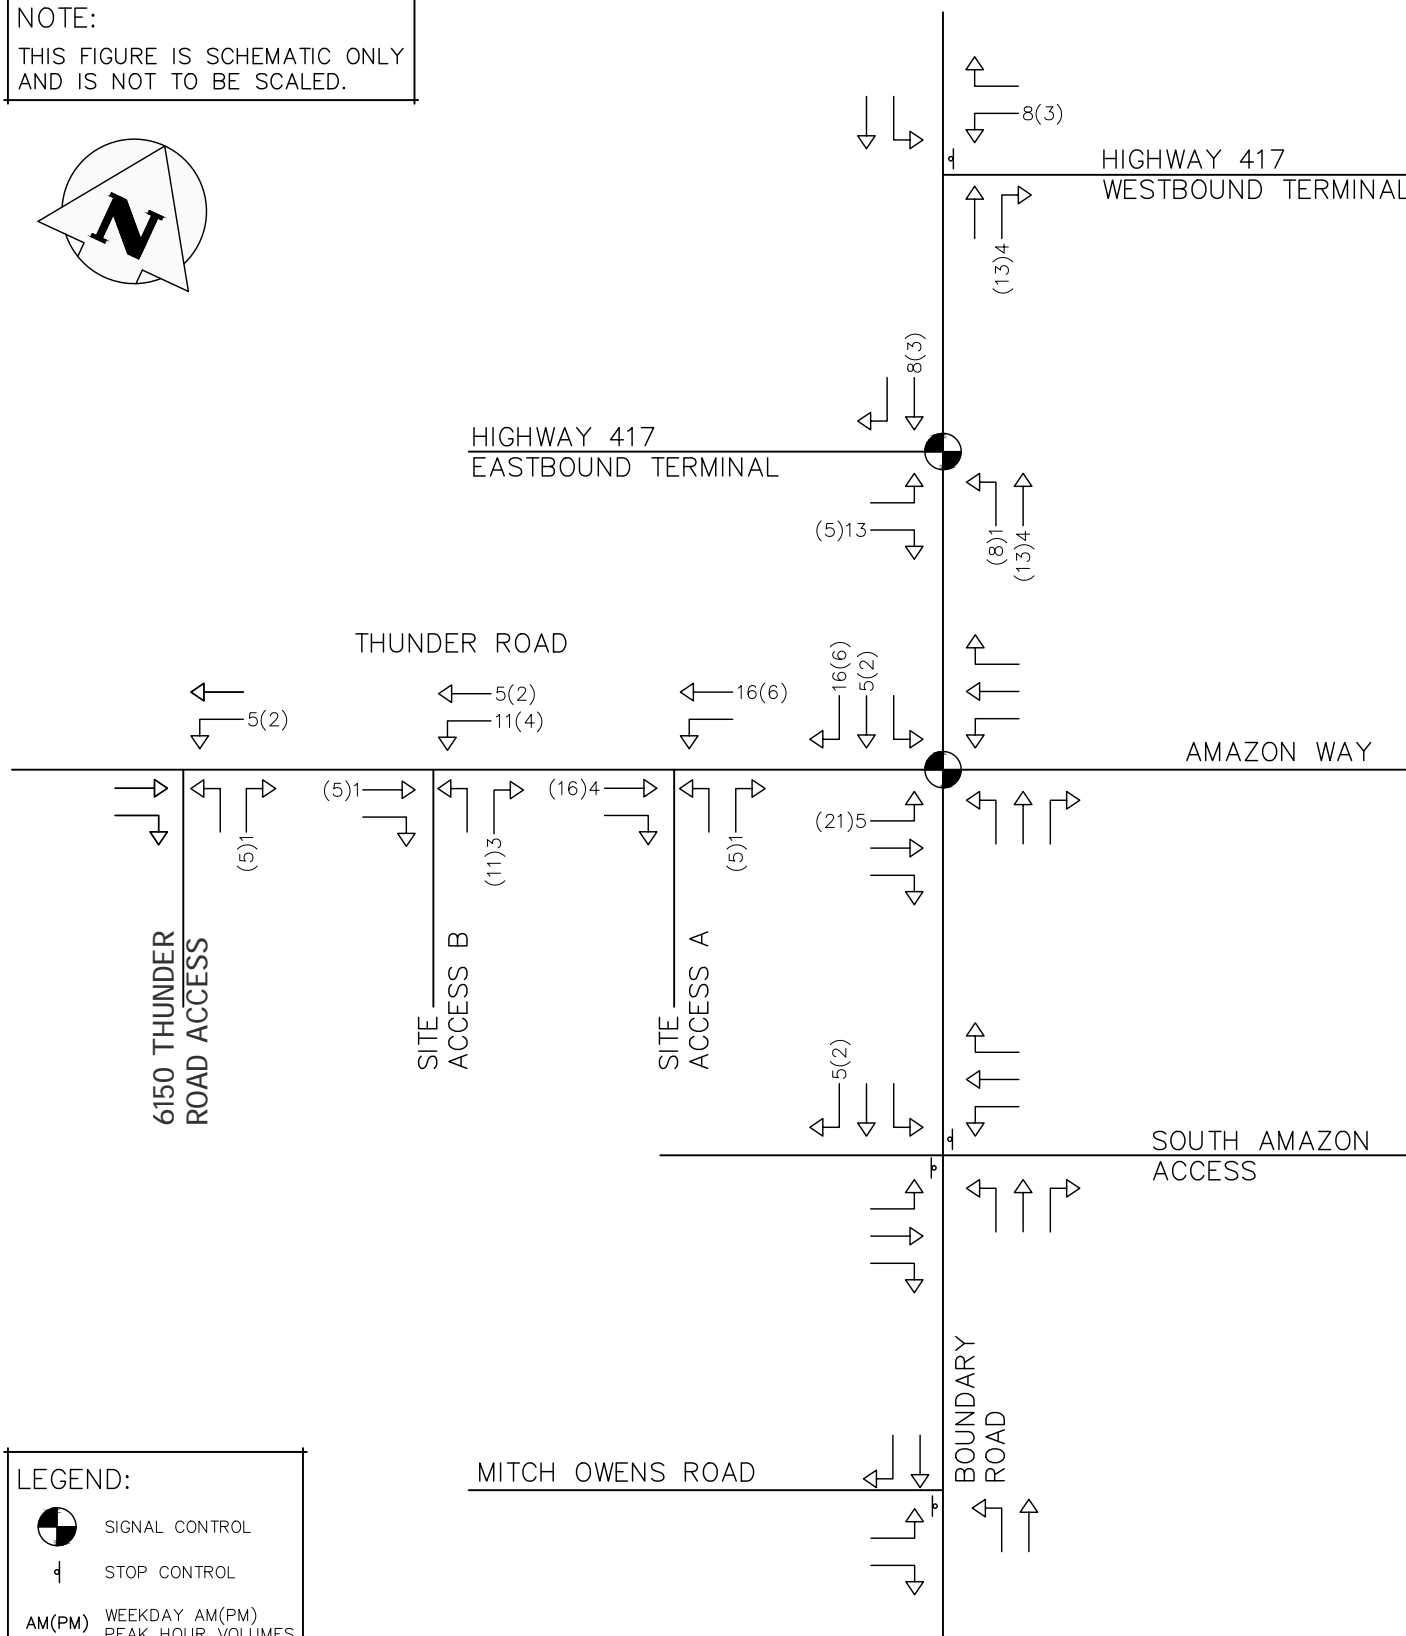 NOTE:
THIS FIGURE IS SCHEMATIC ONLY
AND IS NOT TO BE SCALED.
N
8(3)
HIGHWAY 417
WESTBOUND TERMINAL
(13)4
8(3)
HIGHWAY 417
EASTBOUND TERMINAL
(5)13
(8)1
(13)4
THUNDER ROAD
5(2)
5(2)
11(4)
16(6)
16(6)
5(2)
AMAZON WAY
(5)1
(5)1
(11)3
(16)4
(5)1
(21)5
6150 THUNDER
ROAD ACCESS
SITE
ACCESS B
SITE
ACCESS A
5(2)
SOUTH AMAZON
ACCESS
BOUNDARY
ROAD
MITCH OWENS ROAD
LEGEND:
SIGNAL CONTROL
STOP CONTROL
AM(PM)
WEEKDAY AM(PM)
PEAK HOUR VOLUMES